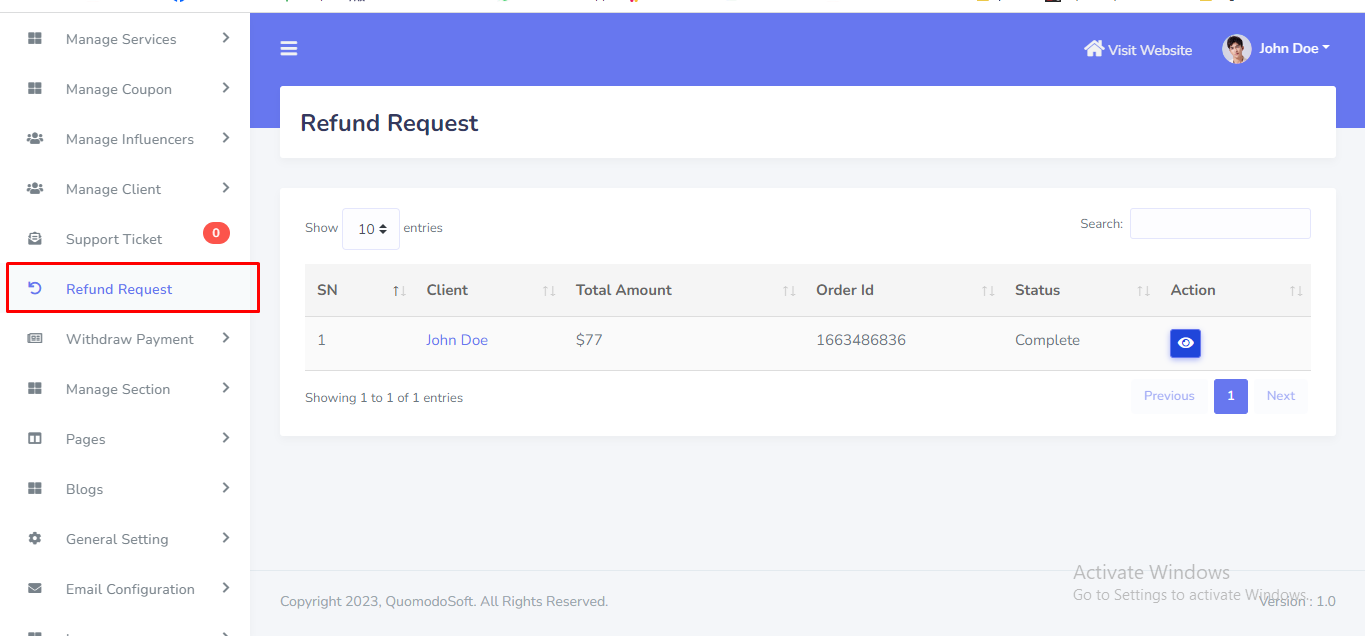 Manage Services
Manage Coupon
Manage Influencers
Manage Client
Support Ticket 0
Refund Request
Withdraw Payment
Manage Section
Pages
Blogs
General Setting
Email Configuration
Visit Website John Doe
Refund Request
Show 10 entries Search:
SN Client Total Amount Order Id Status Action
1 John Doe $77 1663486836 Complete
Showing 1 to 1 of 1 entries Previous 1 Next
Activate Windows
Go to Settings to activate Windows.
Copyright 2023, QuomodoSoft. All Rights Reserved. Version : 1.0